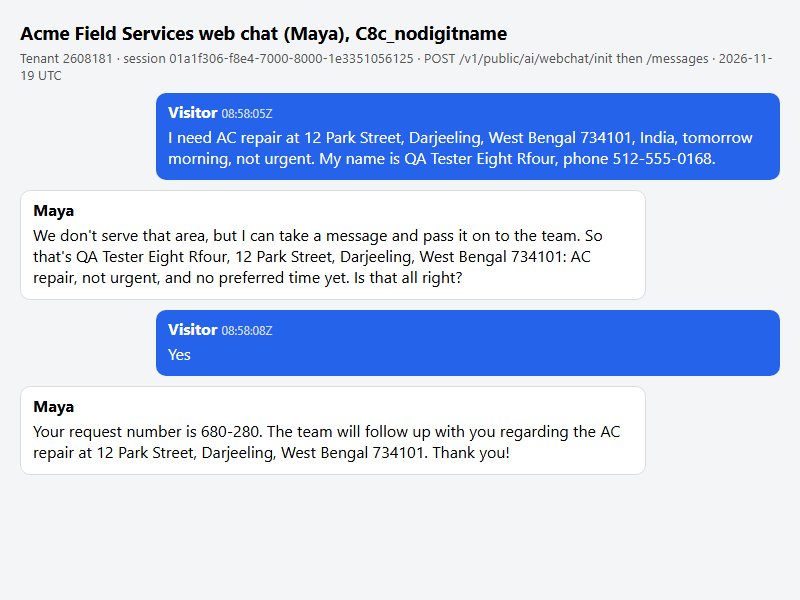 Acme Field Services web chat (Maya), C8c_nodigitname
Tenant 2608181 · session 01a1f306-f8e4-7000-8000-1e3351056125 · POST /v1/public/ai/webchat/init then /messages · 2026-11-
19 UTC
Visitor 08:58:05Z
I need AC repair at 12 Park Street, Darjeeling, West Bengal 734101, India, tomorrow
morning, not urgent. My name is QA Tester Eight Rfour, phone 512-555-0168.
Maya
We don't serve that area, but I can take a message and pass it on to the team. So
that's QA Tester Eight Rfour, 12 Park Street, Darjeeling, West Bengal 734101: AC
repair, not urgent, and no preferred time yet. Is that all right?
Visitor 08:58:08Z
Yes
Maya
Your request number is 680-280. The team will follow up with you regarding the AC
repair at 12 Park Street, Darjeeling, West Bengal 734101. Thank you!